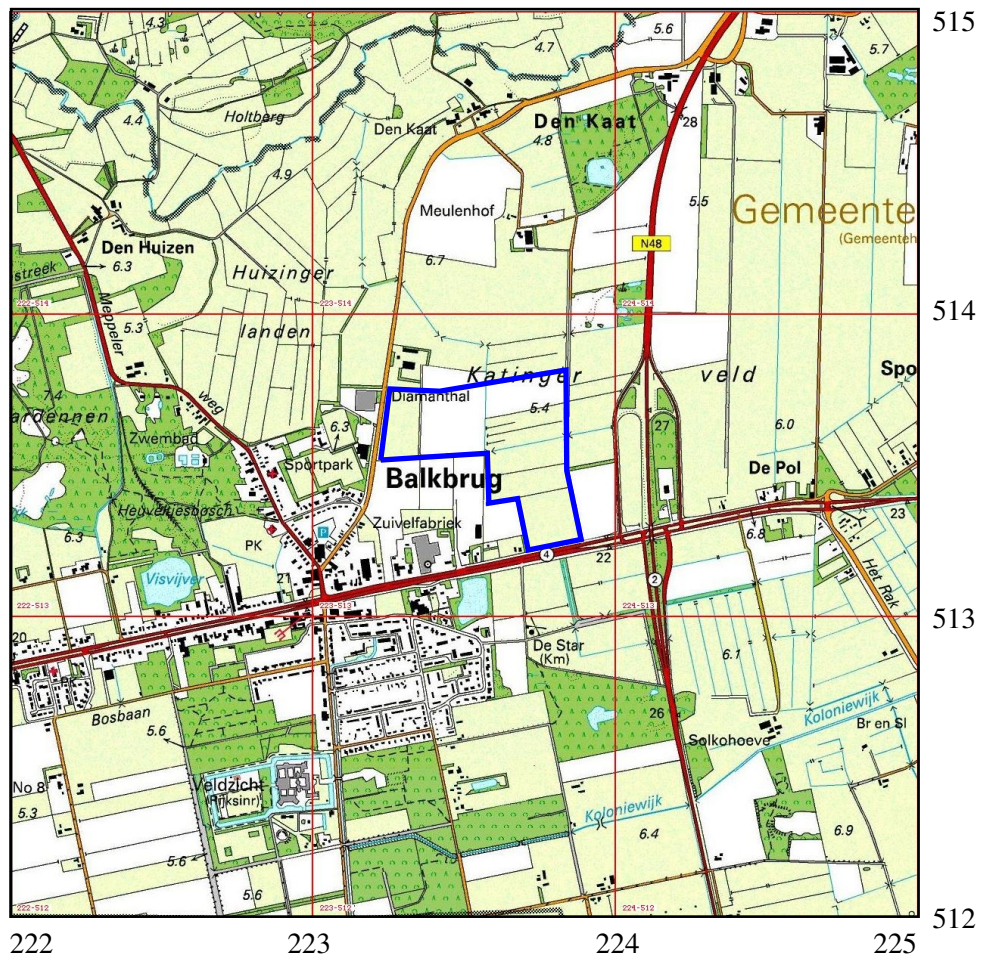 515
4.3
4.7
5.6
5.7
4.4
Holtberg
Den Kaat
Den Kaat
28
4.8
4.9
5.5
Meulenhof
Gemeente
(Gemeenteh
N48
Den Huizen
streek
6.3
Huizinger
6.7
222-514
223-514
224-514
514
Meppeler
5.3
landen
Katinger
veld
Spo
7.4
weg
Diamanthal
5.4
ardennen
6.3
27
6.0
Zwembad
Sportpark
De Pol
Balkbrug
Heuveltjesbosch
P
Zuivelfabriek
23
6.3
PK
6.8
4
22
Het Rak
Visvijver
21
2
222-513
223-513
224-513
513
20
De Star
(Km)
6.1
PK
Bosbaan
Koloniewijk
26
5.6
Br en Sl
Solkohoeve
No 8
Veldzicht
(Rijksinr)
5.3
Koloniewijk
6.4
6.9
5.6
5.6
222-512
223-512
224-512
512
222
223
224
225